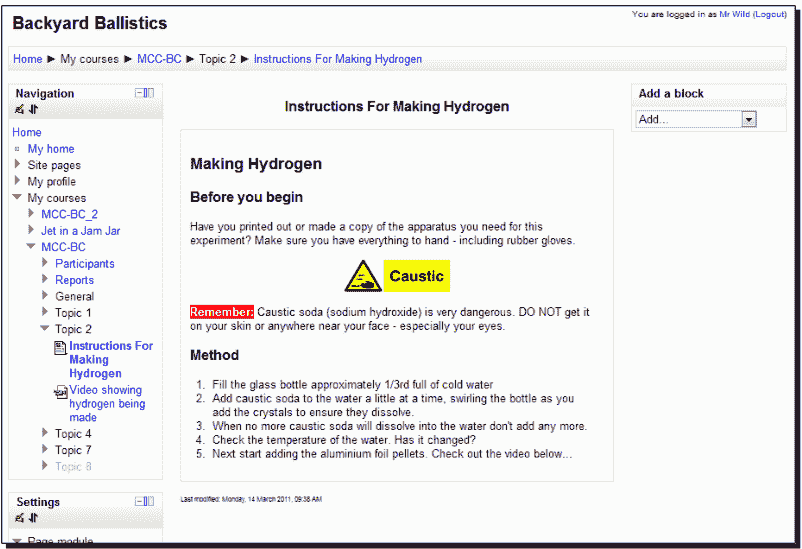 Backyard Ballistics
You are logged in as Mr Wild (Logout)
Home ► My courses ► MCC-BC ► Topic 2 ► Instructions For Making Hydrogen
Navigation
Home
My home
Site pages
My profile
My courses
MCC-BC_2
Jet in a Jam Jar
MCC-BC
Participants
Reports
General
Topic 1
Topic 2
Instructions For
Making
Hydrogen
Video showing
hydrogen being
made
Topic 4
Topic 7
Topic 8
Settings
Page module
Instructions For Making Hydrogen
Making Hydrogen
Before you begin
Have you printed out or made a copy of the apparatus you need for this
experiment? Make sure you have everything to hand - including rubber gloves.
Caustic
Remember: Caustic soda (sodium hydroxide) is very dangerous. DO NOT get it
on your skin or anywhere near your face - especially your eyes.
Method
1. Fill the glass bottle approximately 1/3rd full of cold water
2. Add caustic soda to the water a little at a time, swirling the bottle as you
add the crystals to ensure they dissolve.
3. When no more caustic soda will dissolve into the water don't add any more.
4. Check the temperature of the water. Has it changed?
5. Next start adding the aluminium foil pellets. Check out the video below...
Last modified: Monday, 14 March 2011, 09:38 AM
Add a block
Add...